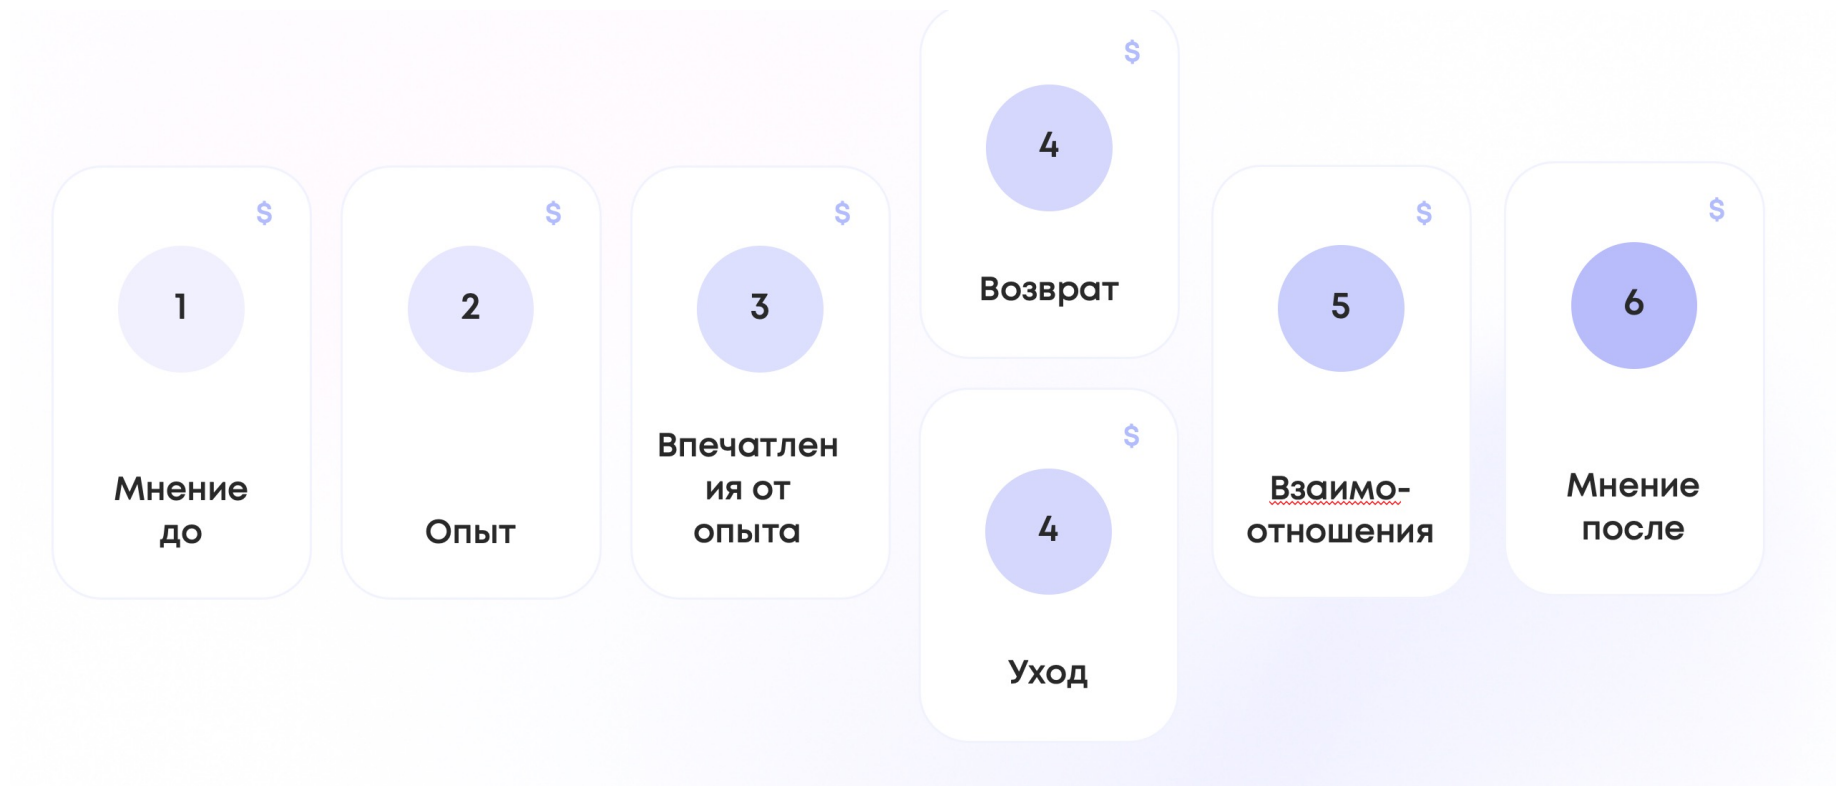 $
1
Мнение
до
$
2
Опыт
$
3
Впечатлен
ия от
опыта
$
4
Возврат
$
4
Уход
$
5
Взаимо-
отношения
$
6
Мнение
после